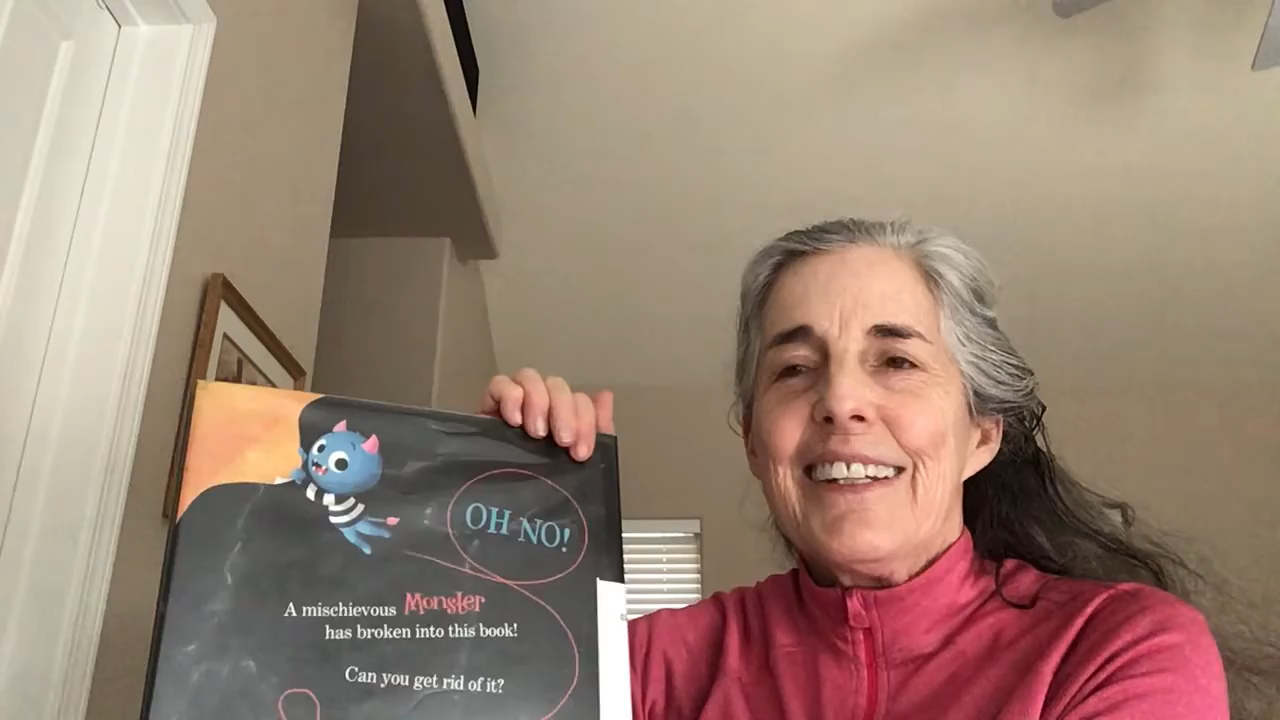 OH NO!
A mischievous Monster
has broken into this book!
Can you get rid of it?